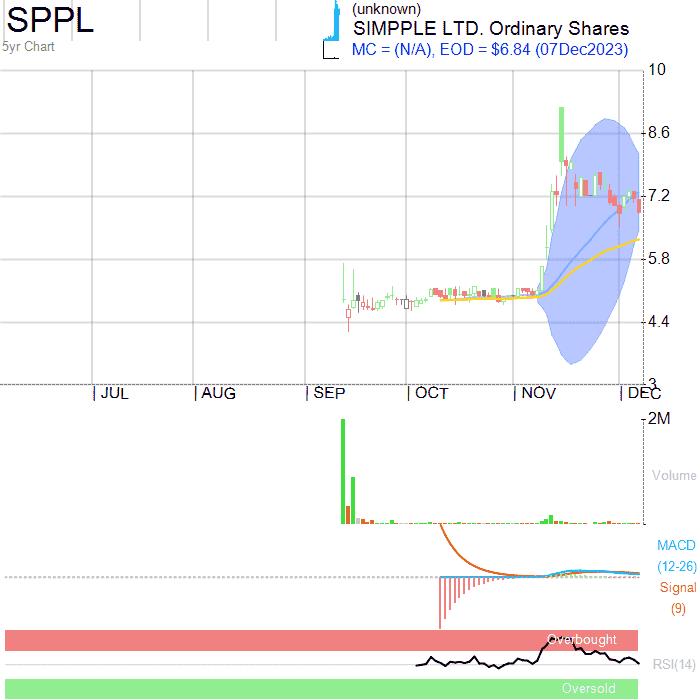 SPPL
5yr Chart
(unknown)
SIMPPLE LTD. Ordinary Shares
MC = (N/A), EOD = $6.84 (07Dec2023)
10
8.6
7.2
5.8
4.4
3
JUL AUG SEP OCT NOV DEC
2M
Volume
MACD
(12-26)
Signal
(9)
Overbought
RSI(14)
Oversold